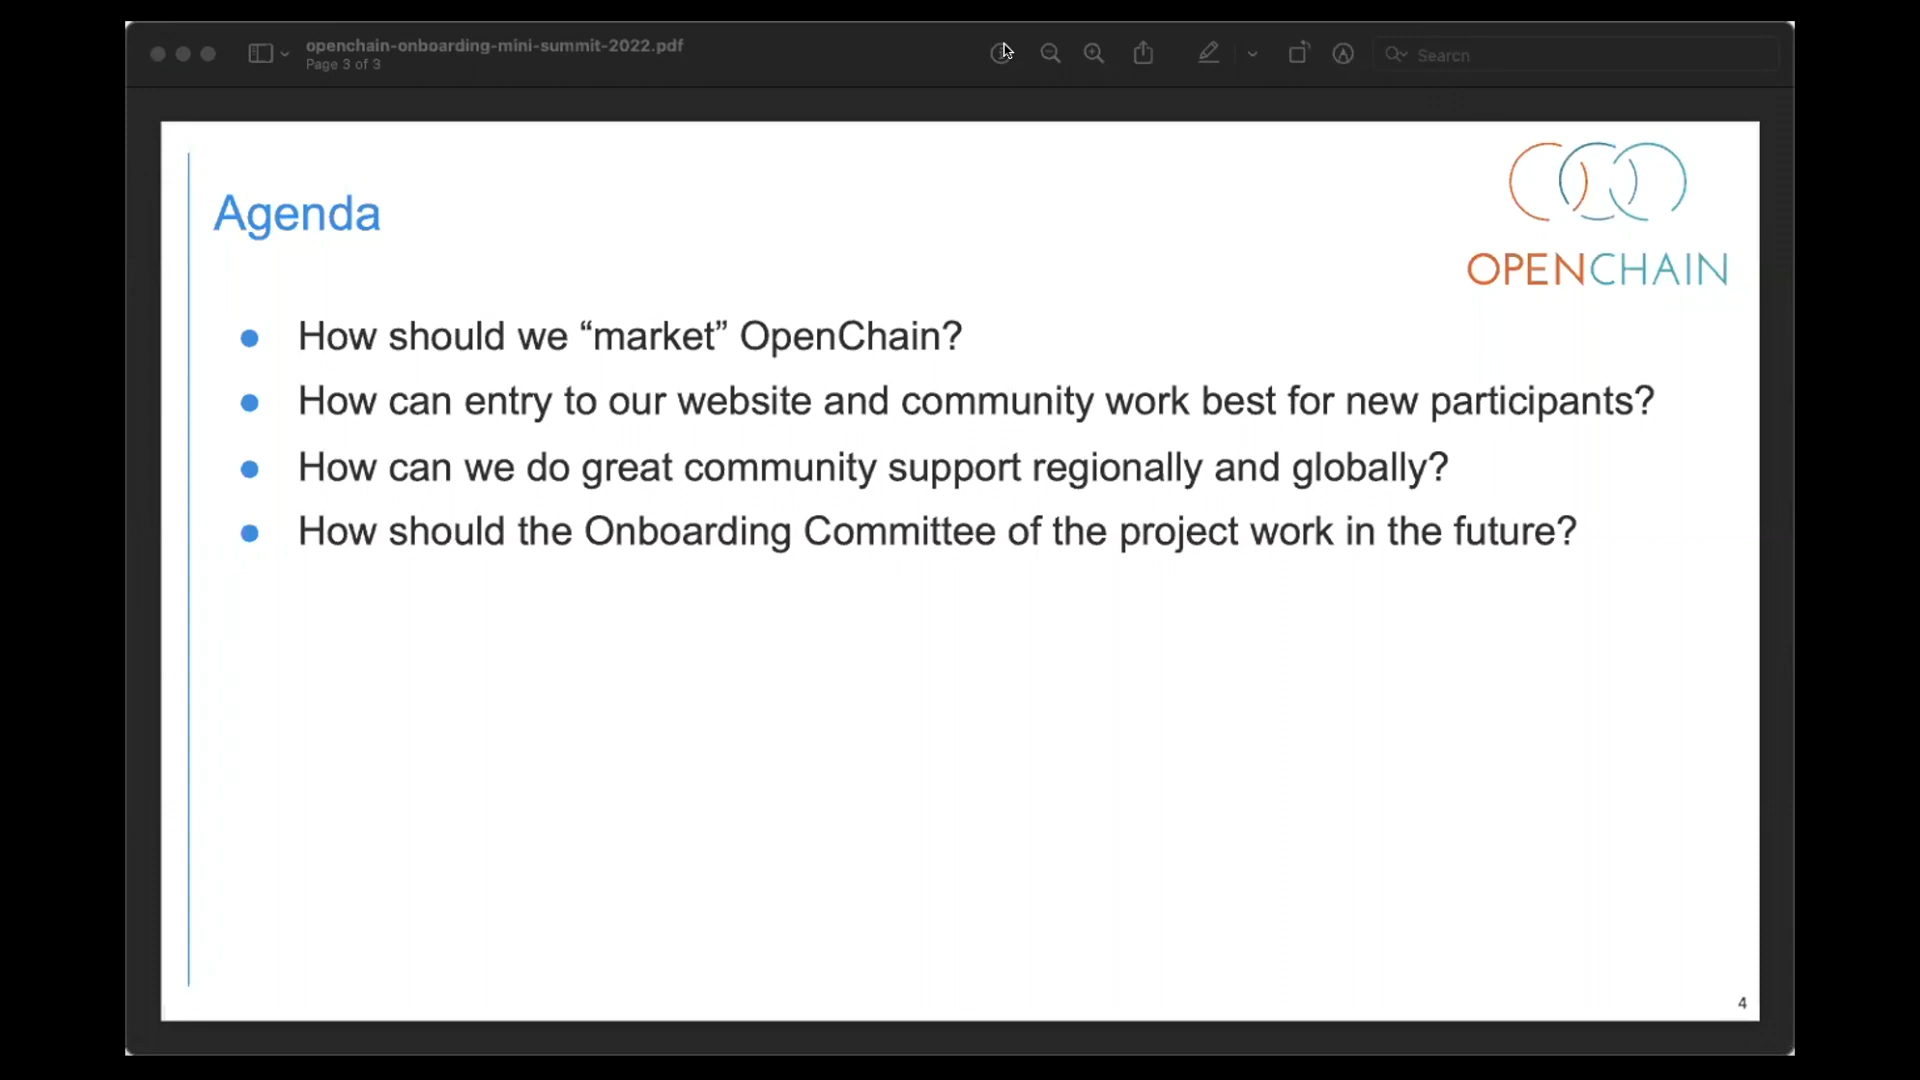 openchain-onboarding-mini-summit-2022.pdf
Page 3 of 3
Search
Agenda
OPENCHAIN
How should we “market” OpenChain?
How can entry to our website and community work best for new participants?
How can we do great community support regionally and globally?
How should the Onboarding Committee of the project work in the future?
4